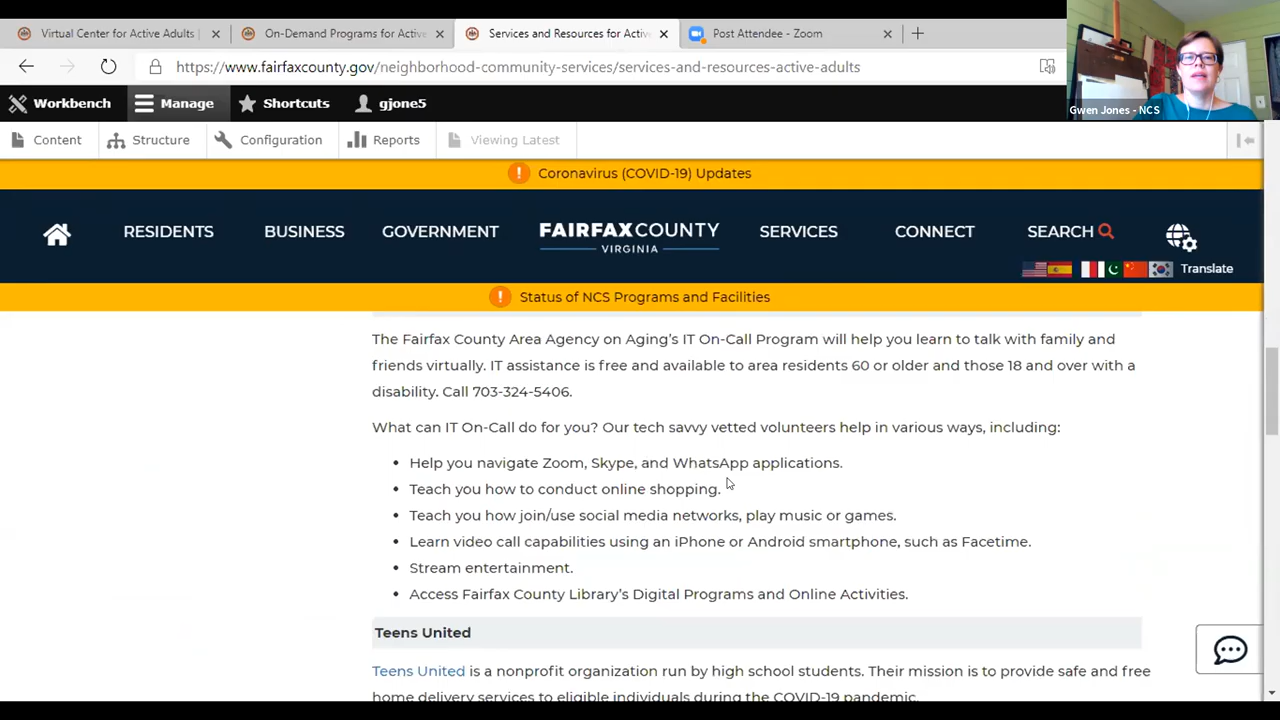 Virtual Center for Active Adults |
On-Demand Programs for Active
Services and Resources for Active
Post Attendee - Zoom
https://www.fairfaxcounty.gov/neighborhood-community-services/services-and-resources-active-adults
Gwen Jones - NCS
Workbench Manage Shortcuts gjone5
Content Structure Configuration Reports Viewing Latest
Coronavirus (COVID-19) Updates
RESIDENTS BUSINESS GOVERNMENT FAIRFAX COUNTY SERVICES CONNECT SEARCH
VIRGINIA
Translate
Status of NCS Programs and Facilities
The Fairfax County Area Agency on Aging's IT On-Call Program will help you learn to talk with family and
friends virtually. IT assistance is free and available to area residents 60 or older and those 18 and over with a
disability. Call 703-324-5406.
What can IT On-Call do for you? Our tech savvy vetted volunteers help in various ways, including:
• Help you navigate Zoom, Skype, and WhatsApp applications.
• Teach you how to conduct online shopping.
• Teach you how join/use social media networks, play music or games.
• Learn video call capabilities using an iPhone or Android smartphone, such as Facetime.
• Stream entertainment.
• Access Fairfax County Library's Digital Programs and Online Activities.
Teens United
Teens United is a nonprofit organization run by high school students. Their mission is to provide safe and free
home delivery services to eligible individuals during the COVID-19 pandemic.